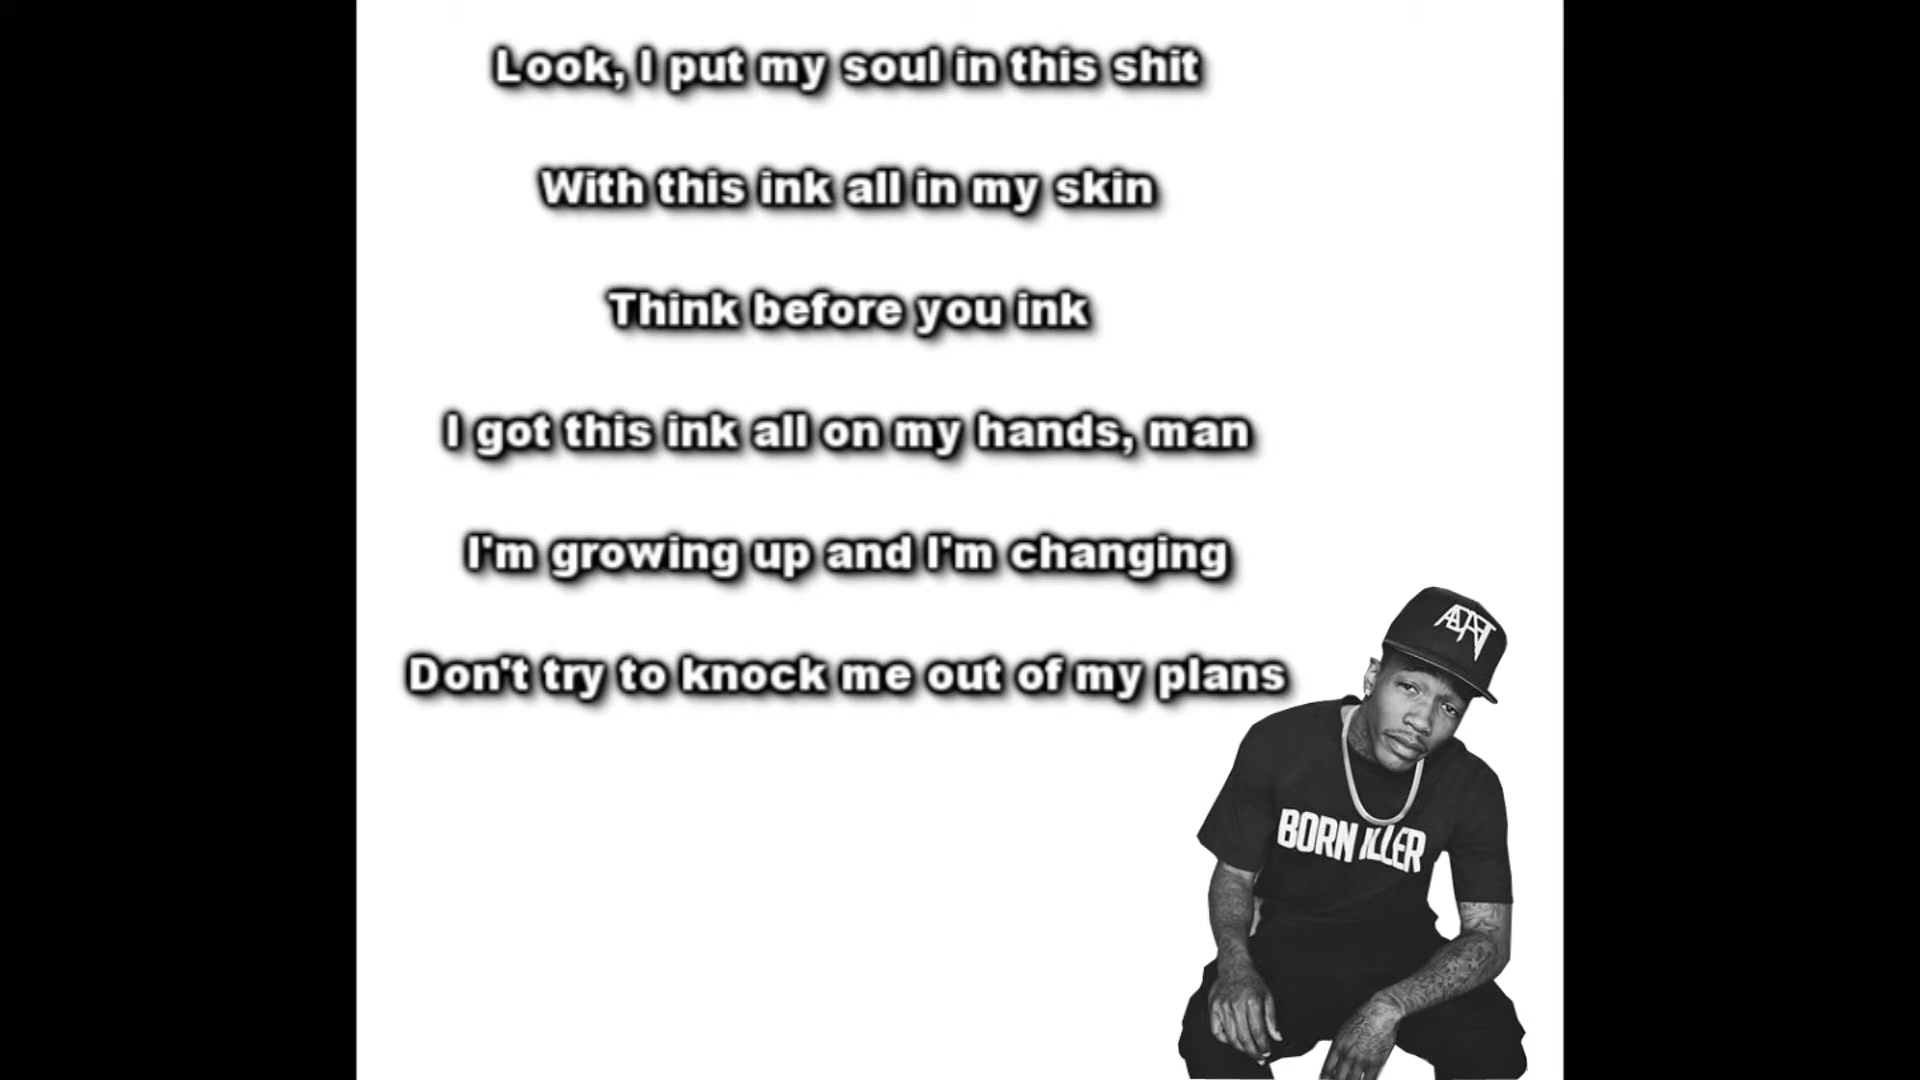 Look, I put my soul in this shit
With this ink all in my skin
Think before you ink
I got this ink all on my hands, man
I'm growing up and I'm changing
Don't try to knock me out of my plans
BORN ILLER